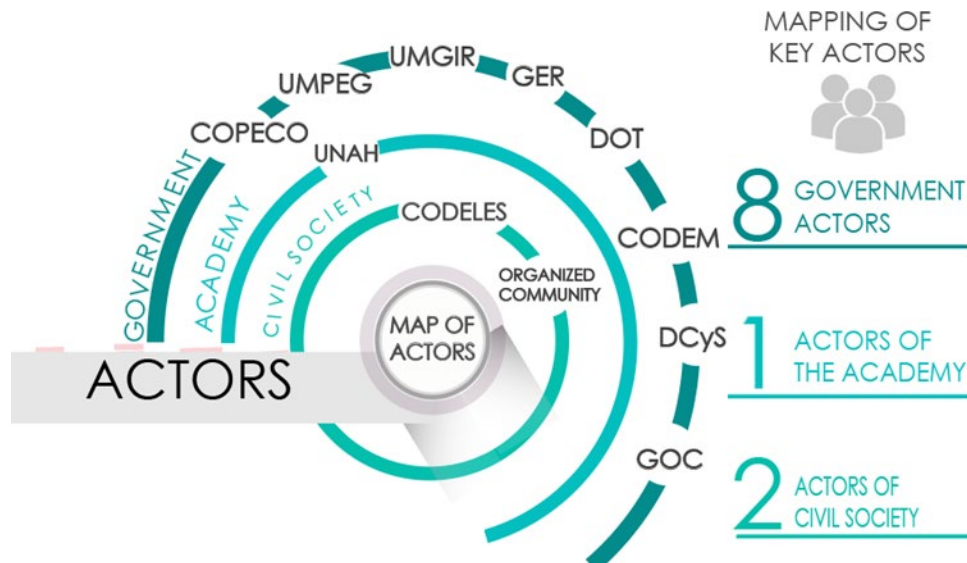 MAPPING OF
KEY ACTORS
UMGIR
UMPEG
GER
COPECO
DOT
UNAH
GOVERNMENT
ACADEMY
CIVIL SOCIETY
CODELES
CODEM
ORGANIZED
COMMUNITY
MAP OF
ACTORS
DCyS
ACTORS
GOC
8
GOVERNMENT
ACTORS
1
ACTORS OF
THE ACADEMY
2
ACTORS OF
CIVIL SOCIETY